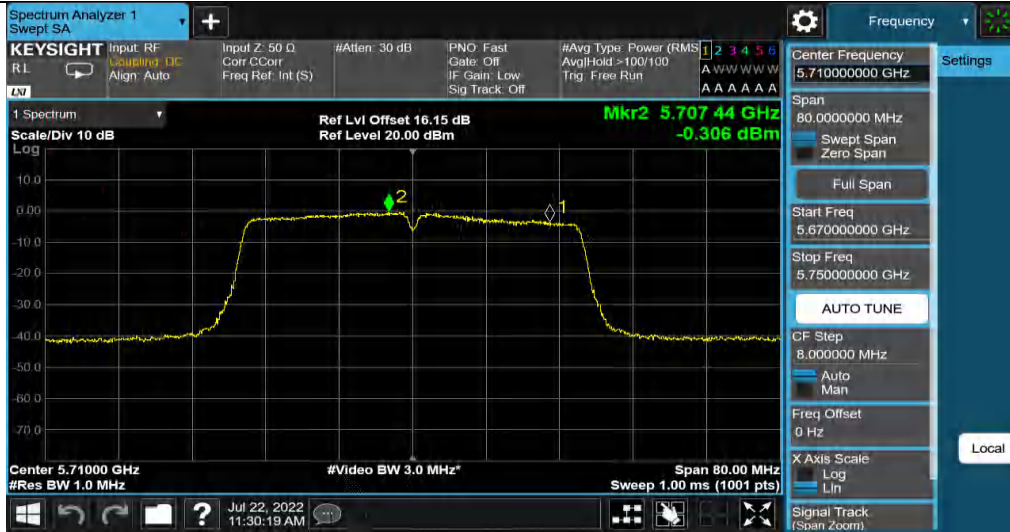 Spectrum Analyzer 1
Swept SA
+
Frequency
KEYSIGHT
RL
LXI
Input: RF
Coupling: DC
Align: Auto
Input Z: 50 Ω
Corr CCorr
Freq Ref: Int (S)
#Atten: 30 dB
PNO: Fast
Gate: Off
IF Gain: Low
Sig Track: Off
#Avg Type: Power (RMS
Avg|Hold >100/100
Trig: Free Run
1 2 3 4 5 6
A W W W W W
A A A A A A
1 Spectrum
Scale/Div 10 dB
Log
Ref Lvl Offset 16.15 dB
Ref Level 20.00 dBm
Mkr2 5.707 44 GHz
-0.306 dBm
10.0
0.00
-10.0
-20.0
-30.0
-40.0
-50.0
-60.0
-70.0
2
1
Center 5.71000 GHz
#Res BW 1.0 MHz
#Video BW 3.0 MHz*
Span 80.00 MHz
Sweep 1.00 ms (1001 pts)
?
Jul 22, 2022
11:30:19 AM
Center Frequency
5.710000000 GHz
Span
80.0000000 MHz
Swept Span
Zero Span
Full Span
Start Freq
5.670000000 GHz
Stop Freq
5.750000000 GHz
AUTO TUNE
CF Step
8.000000 MHz
Auto
Man
Freq Offset
0 Hz
X Axis Scale
Log
Lin
Signal Track
(Span Zoom)
Settings
Local